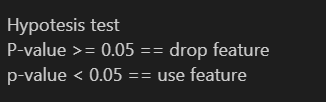 Hypotesis test
P-value >= 0.05 == drop feature
p-value < 0.05 == use feature